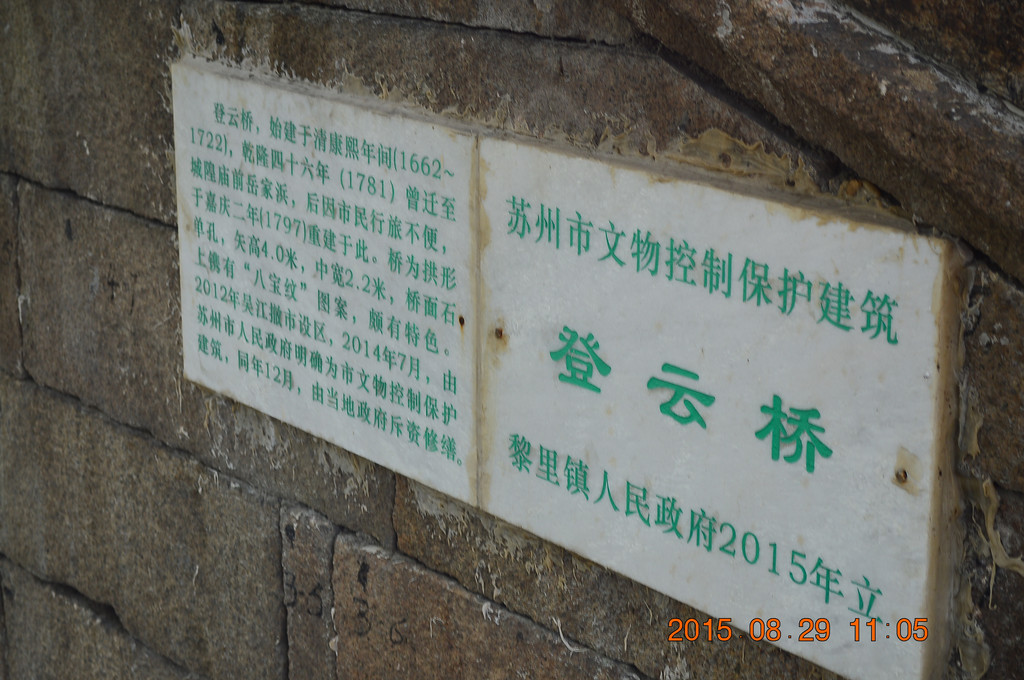 登云桥，始建于清康熙年间(1662~
1722)，乾隆四十六年（1781）曾迁至
城隍庙前岳家浜，后因市民行旅不便，
于嘉庆二年(1797)重建于此。桥为拱形
单孔，矢高4.0米，中宽2.2米，桥面石
上镌有“八宝纹”图案，颇有特色。
2012年吴江撤市设区，2014年7月，由
苏州市人民政府明确为市文物控制保护
建筑，同年12月，由当地政府斥资修缮。
苏州市文物控制保护建筑
登云桥
黎里镇人民政府2015年立
2015.08.29 11:05